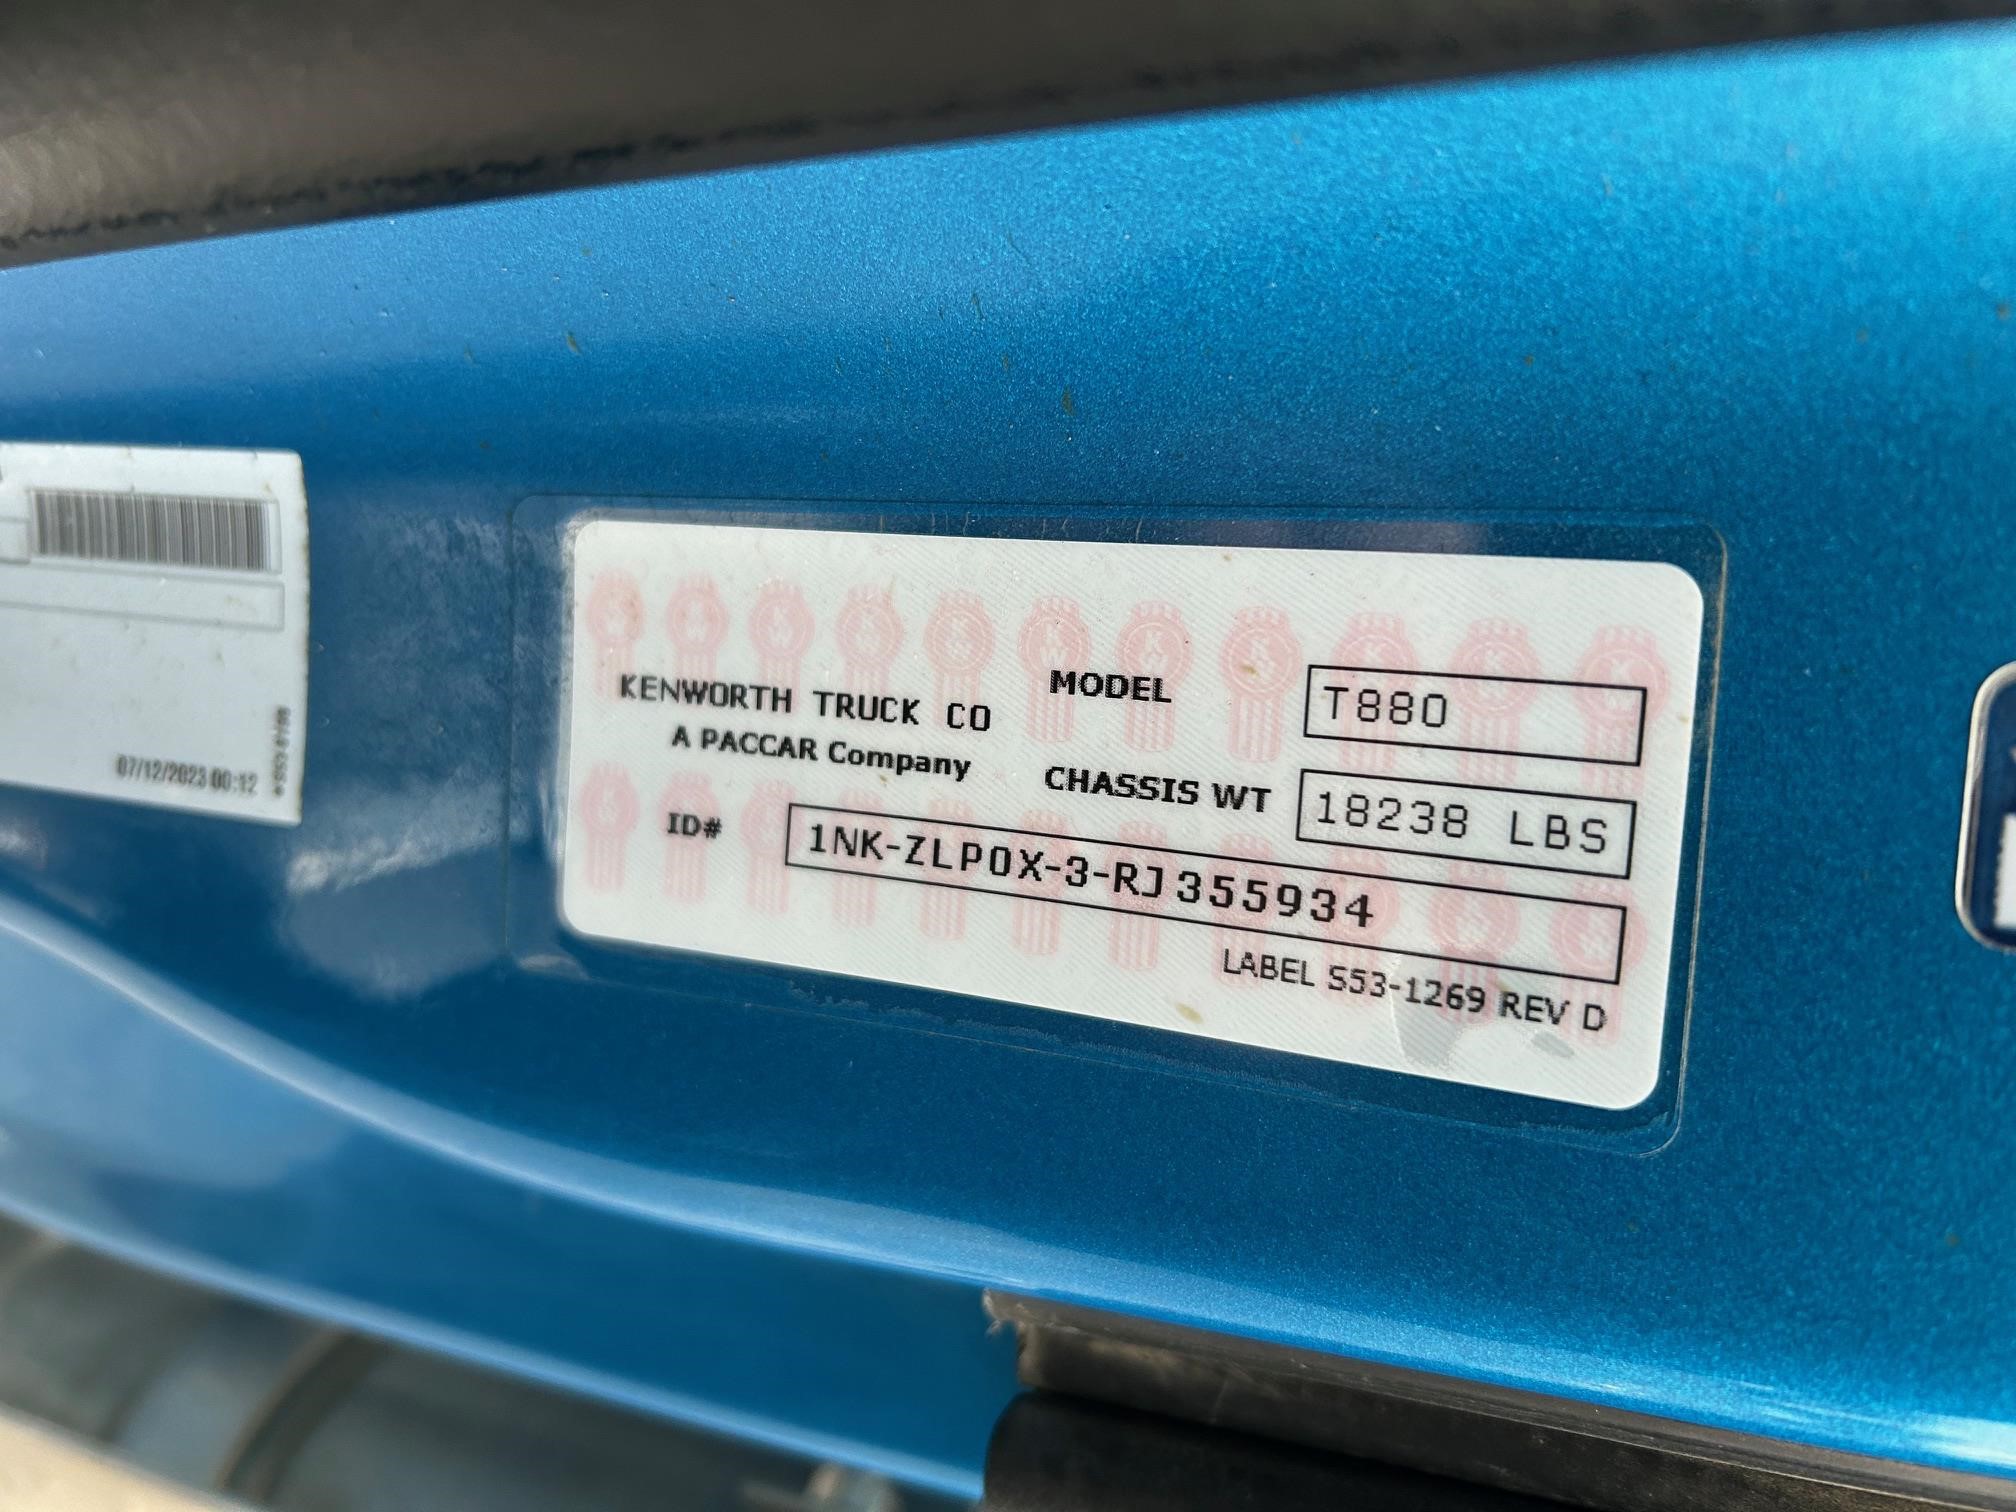 KENWORTH TRUCK CO
A PACCAR Company
MODEL T880
CHASSIS WT 18238 LBS
ID# 1NK-ZLP0X-3-RJ355934
LABEL S53-1269 REV D
07/12/2023 00:12